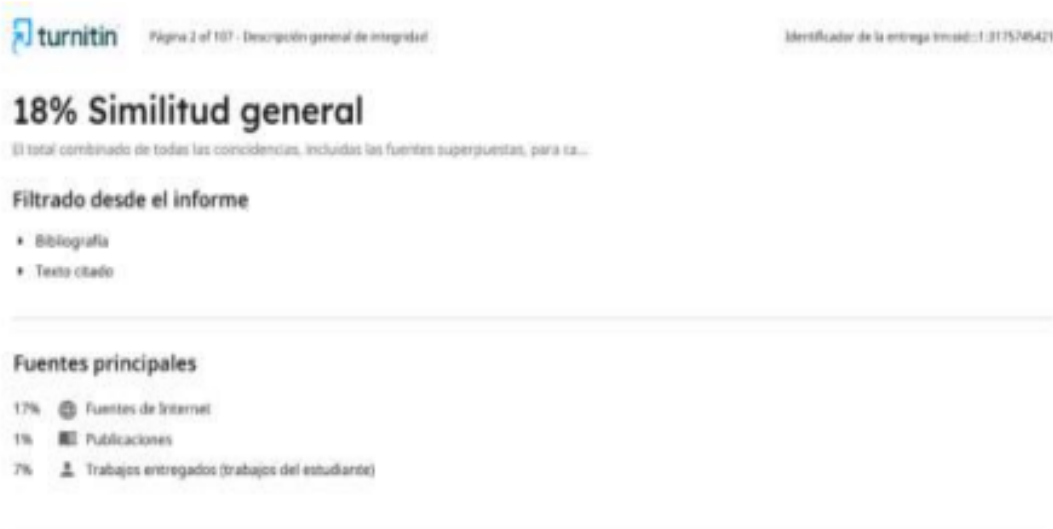 turnitin Página 2 of 107 - Descripción general de integridad Identificador de la entrega trn:oid:::1:3175745421
18% Similitud general
El total combinado de todas las coincidencias, incluidas las fuentes superpuestas, para ca...
Filtrado desde el informe
Bibliografía
Texto citado
Fuentes principales
17% Fuentes de Internet
1% Publicaciones
7% Trabajos entregados (trabajos del estudiante)